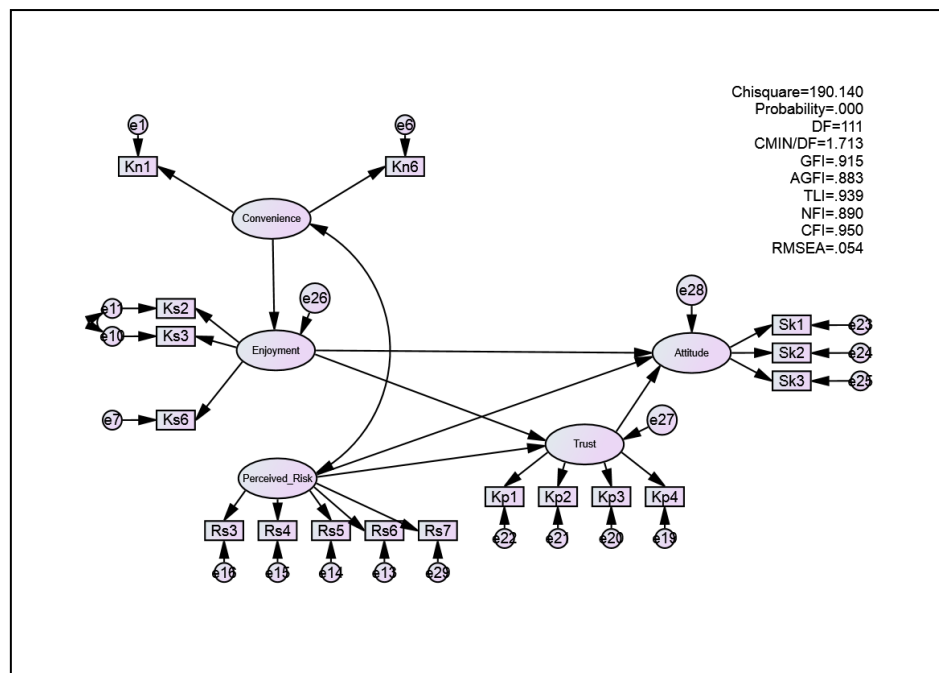 Chisquare=190.140
Probability=.000
DF=111
CMIN/DF=1.713
GFI=.915
AGFI=.883
TLI=.939
NFI=.890
CFI=.950
RMSEA=.054
e1
e6
Kn1
Kn6
Convenience
e11
Ks2
e26
e28
e10
Ks3
Enjoyment
Attitude
Sk1
e23
Sk2
e24
Sk3
e25
e7
Ks6
e27
Trust
Perceived_Risk
Kp1
Kp2
Kp3
Kp4
Rs3
Rs4
Rs5
Rs6
Rs7
e22
e21
e20
e19
e16
e15
e14
e13
e29